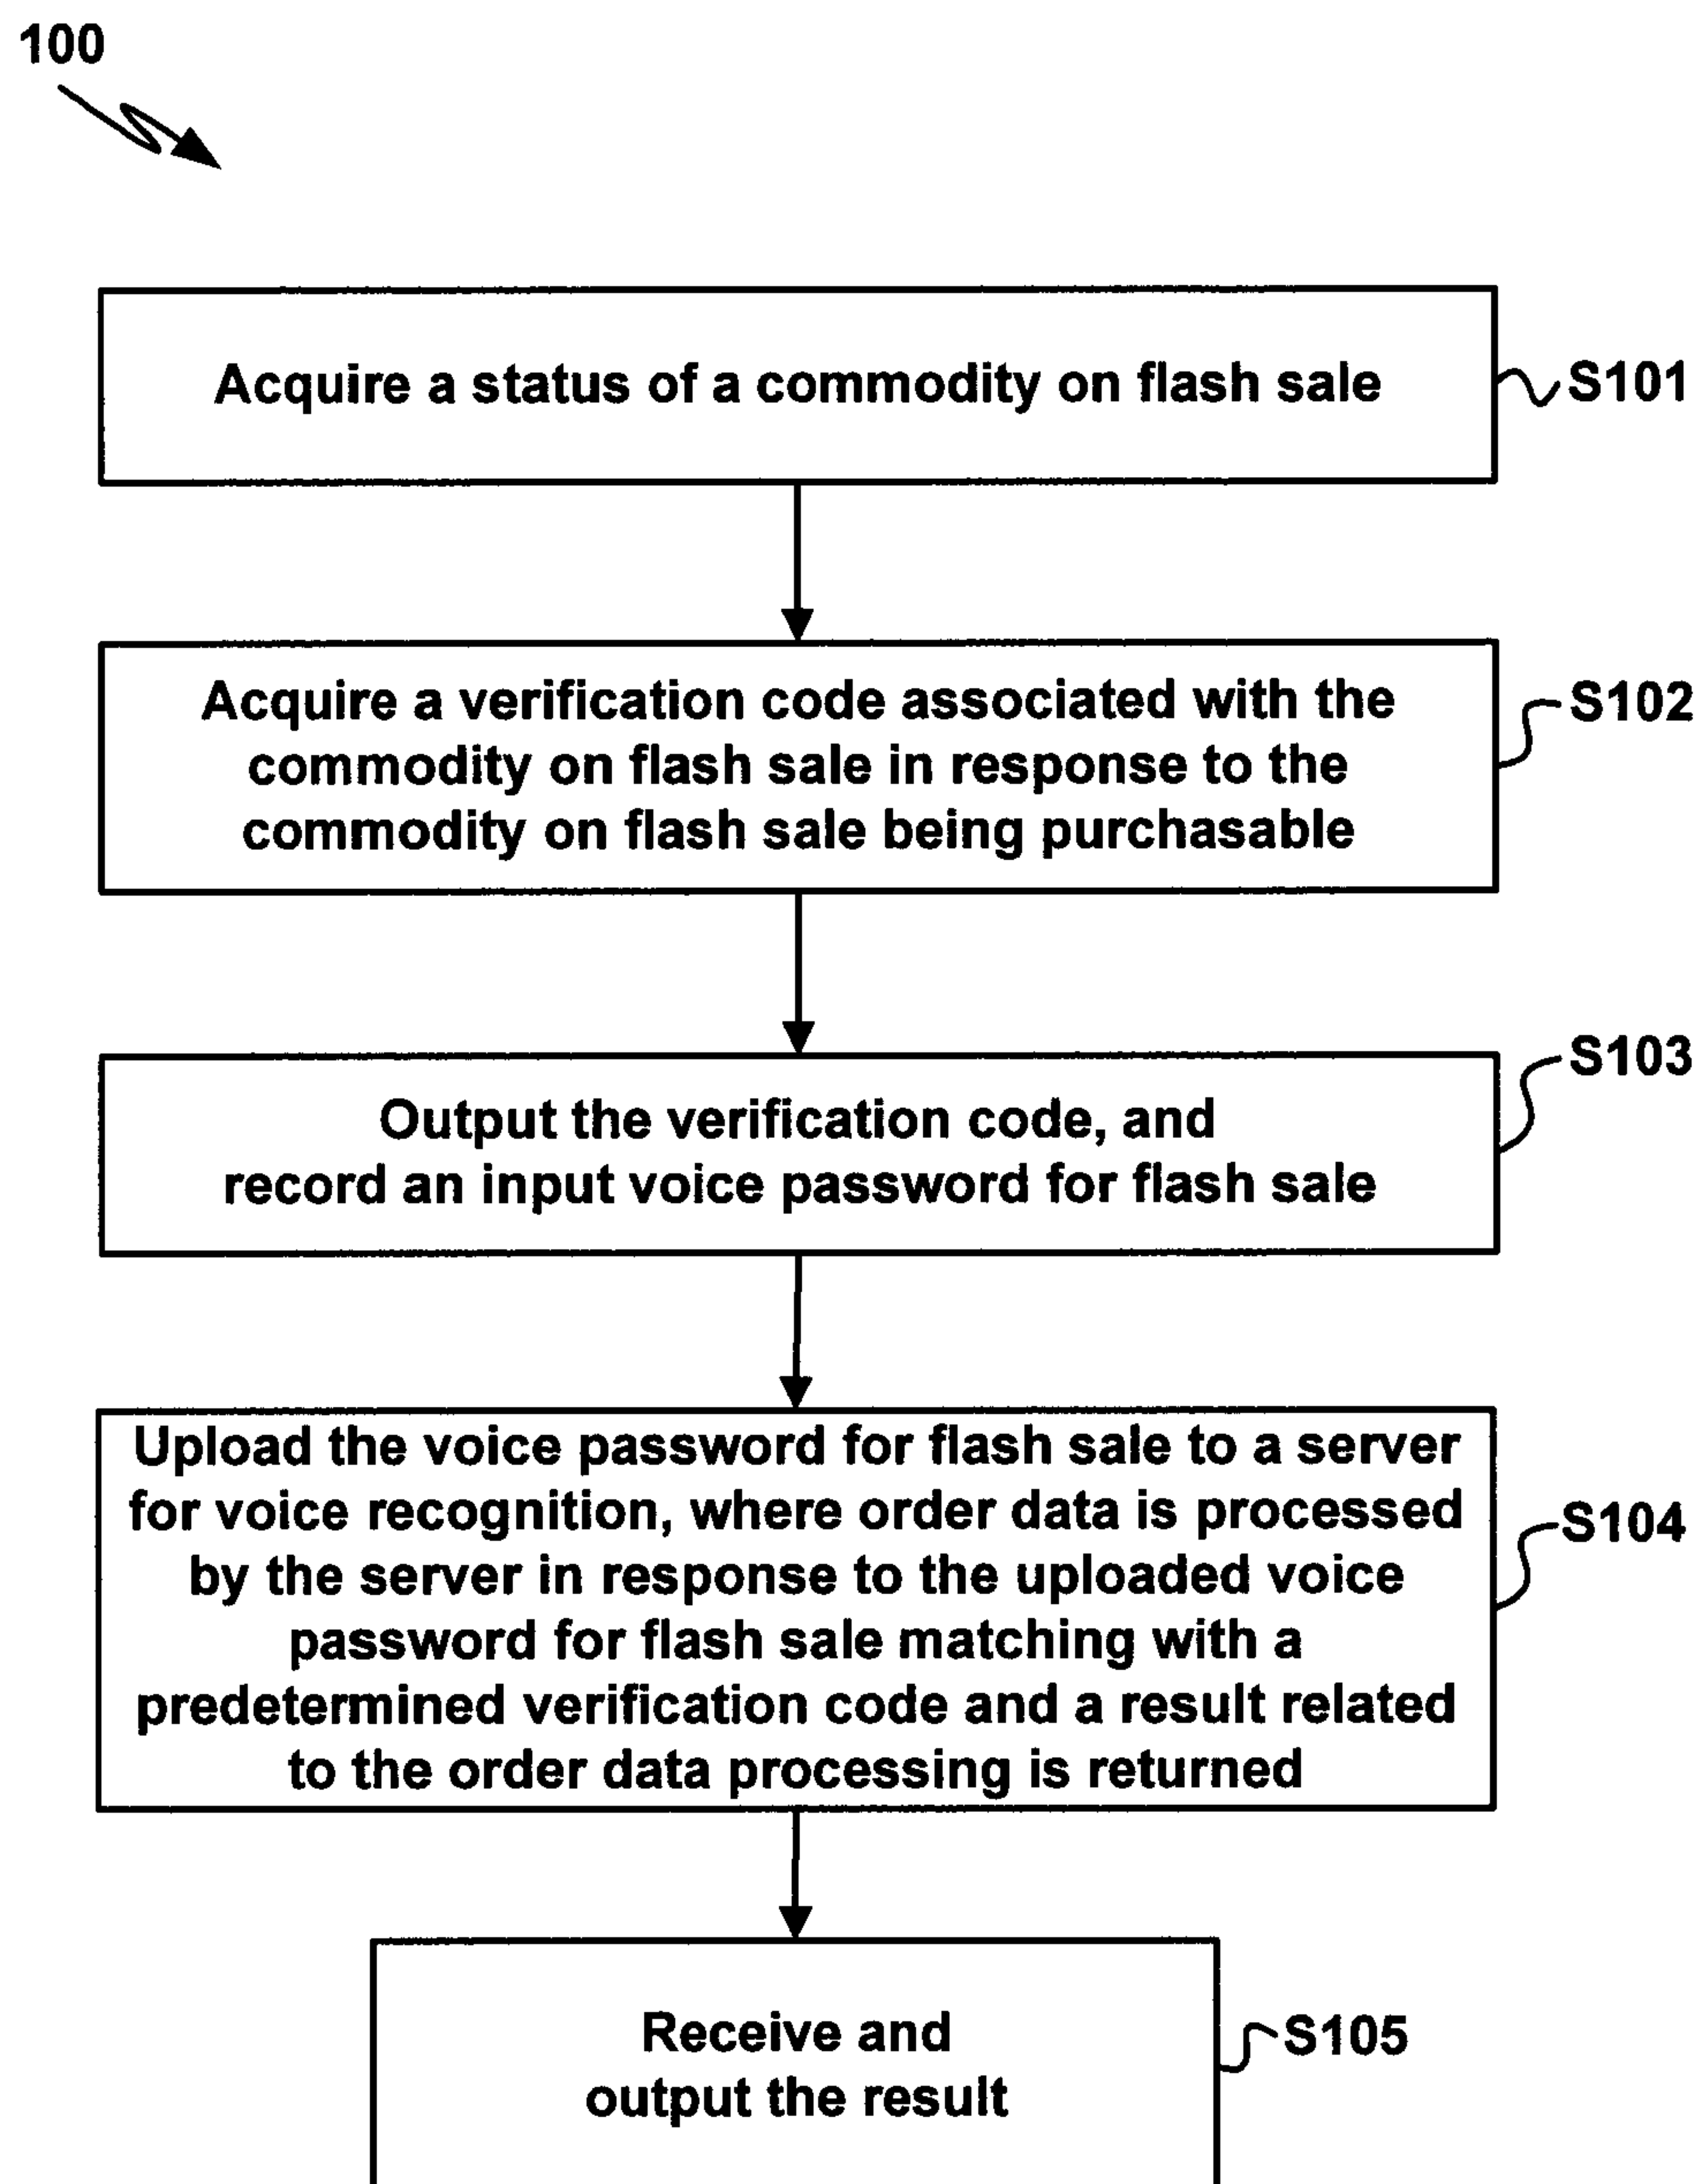 100
Acquire a status of a commodity on flash sale
S101
Acquire a verification code associated with the
commodity on flash sale in response to the
commodity on flash sale being purchasable
S102
Output the verification code, and
record an input voice password for flash sale
S103
Upload the voice password for flash sale to a server
for voice recognition, where order data is processed
by the server in response to the uploaded voice
password for flash sale matching with a
predetermined verification code and a result related
to the order data processing is returned
S104
Receive and
output the result
S105